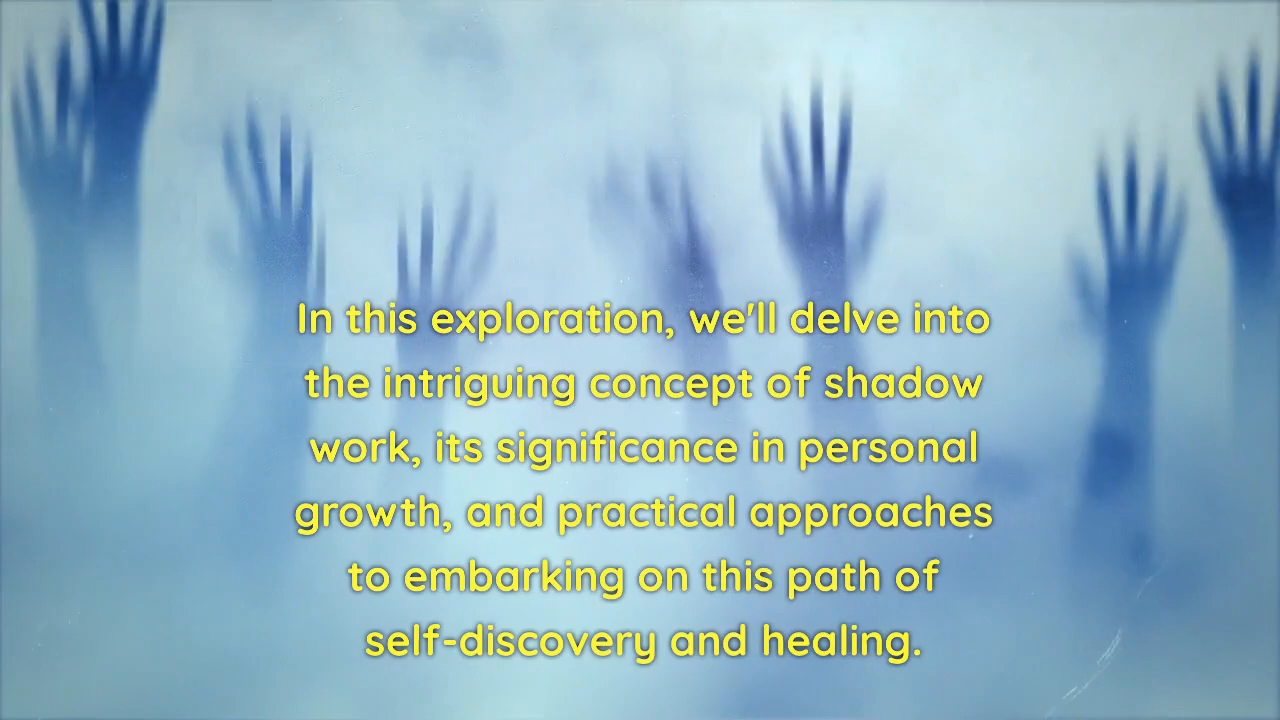 In this exploration, we'll delve into
the intriguing concept of shadow
work, its significance in personal
growth, and practical approaches
to embarking on this path of
self-discovery and healing.